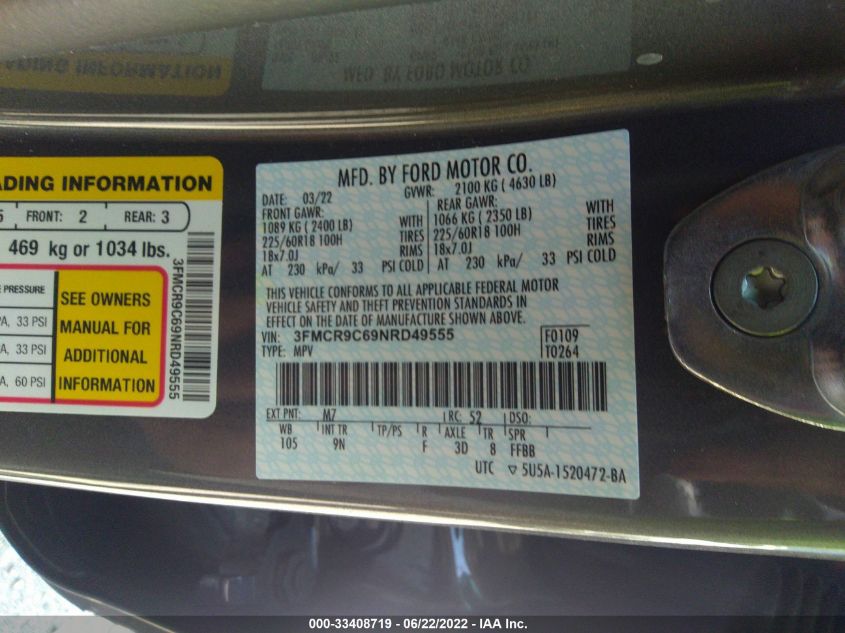 MFD. BY FORD MOTOR CO.
ADING INFORMATION
5 FRONT: 2 REAR: 3
469 kg or 1034 lbs.
E PRESSURE
A, 33 PSI
A, 33 PSI
A, 60 PSI
SEE OWNERS
MANUAL FOR
ADDITIONAL
INFORMATION
3FMCR9C69NRD49555
MFD. BY FORD MOTOR CO.
DATE: 03/22 GVWR: 2100 KG ( 4630 LB)
FRONT GAWR: REAR GAWR:
1089 KG ( 2400 LB) WITH 1066 KG ( 2350 LB) WITH
225/60R18 100H TIRES 225/60R18 100H TIRES
18x7.0J RIMS 18x7.0J RIMS
AT 230 kPa/ 33 PSI COLD AT 230 kPa/ 33 PSI COLD
THIS VEHICLE CONFORMS TO ALL APPLICABLE FEDERAL MOTOR
VEHICLE SAFETY AND THEFT PREVENTION STANDARDS IN
EFFECT ON THE DATE OF MANUFACTURE SHOWN ABOVE.
VIN: 3FMCR9C69NRD49555 F0109
TYPE: MPV T0264
EXT PNT: M7 RC: 52 DSO:
WB INT TR TP/PS R AXLE TR SPR
105 9N F 3D 8 FFBB
UTC ▽ 5U5A-1520472-BA
000-33408719 - 06/22/2022 - IAA Inc.